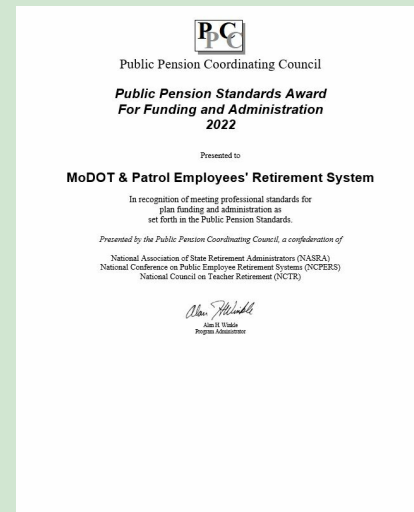 PPCC
Public Pension Coordinating Council
Public Pension Standards Award
For Funding and Administration
2022
Presented to
MoDOT & Patrol Employees' Retirement System
In recognition of meeting professional standards for
plan funding and administration as
set forth in the Public Pension Standards.
Presented by the Public Pension Coordinating Council, a confederation of
National Association of State Retirement Administrators (NASRA)
National Conference on Public Employee Retirement Systems (NCPERS)
National Council on Teacher Retirement (NCTR)
Alan H. Winkle
Alan H. Winkle
Program Administrator